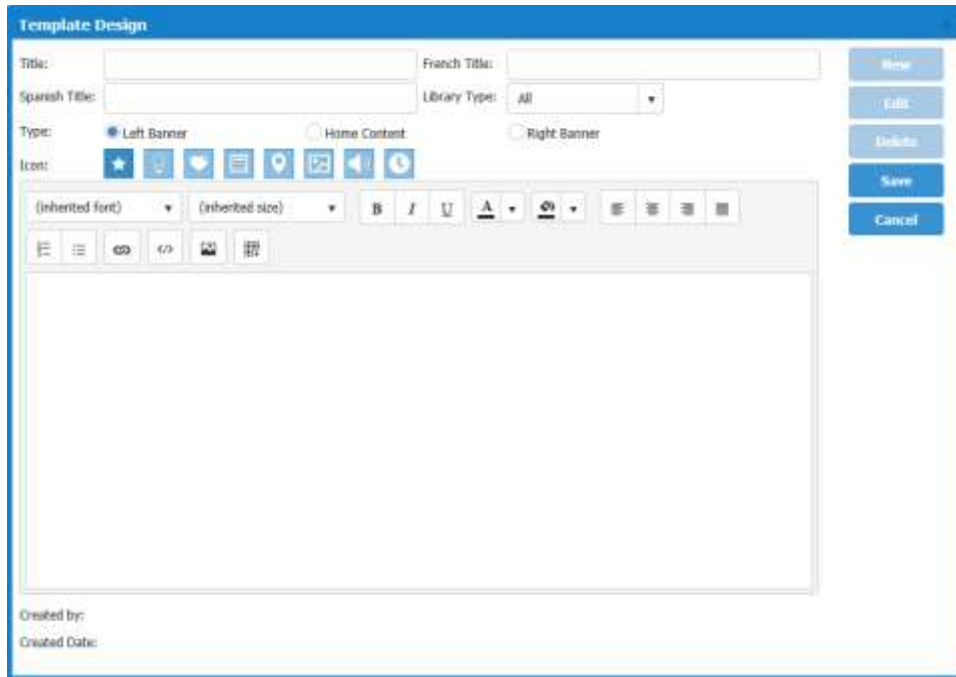 Template Design
Title:
French Title:
New
Spanish Title:
Library Type: All
Edit
Type: Left Banner Home Content Right Banner
Delete
Icon:
Save
(inherited font) (inherited size) B I U A
Cancel
Created by:
Created Date: